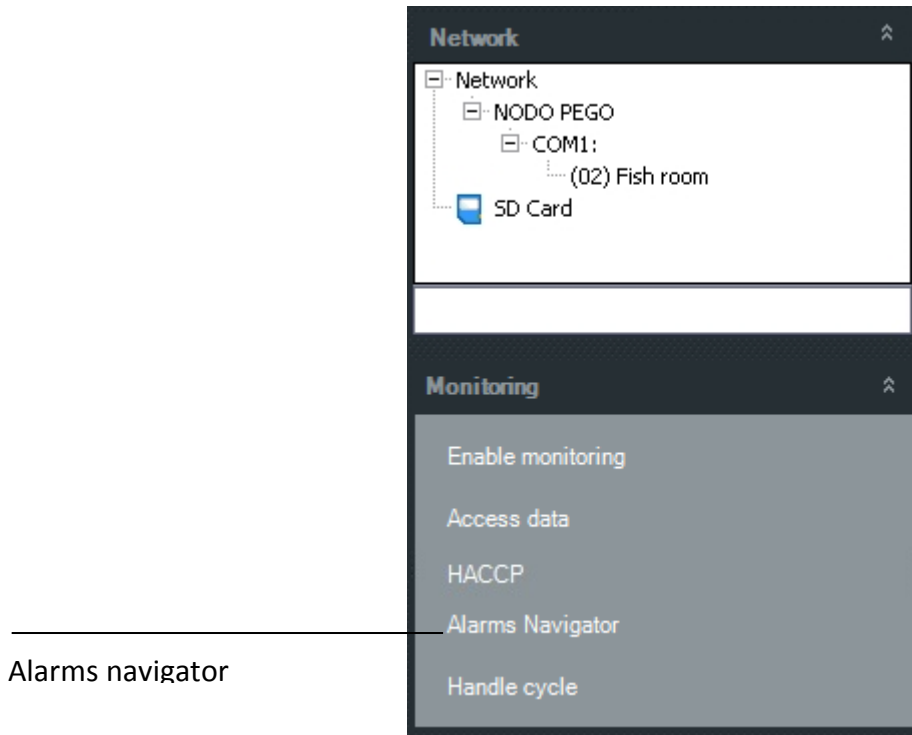 Network
Network
NODO PEGO
COM1:
(02) Fish room
SD Card
Monitoring
Enable monitoring
Access data
HACCP
Alarms Navigator
Alarms navigator
Handle cycle